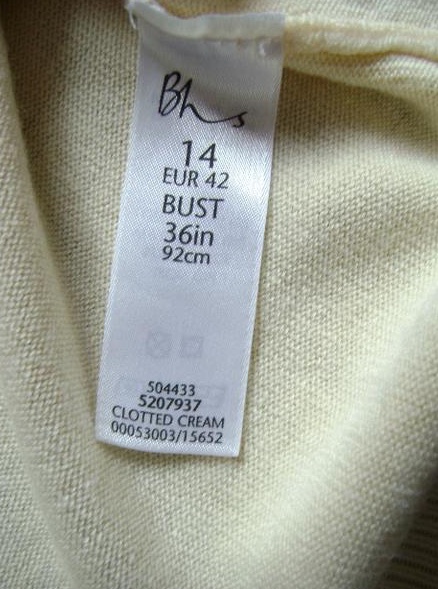 Bhs
14
EUR 42
BUST
36in
92cm
504433
5207937
CLOTTED CREAM
00053003/15652